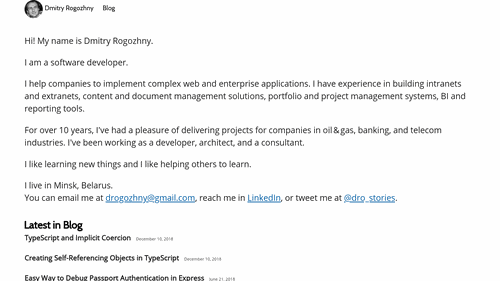 Dmitry Rogozhny Blog
Hi! My name is Dmitry Rogozhny.
I am a software developer.
I help companies to implement complex web and enterprise applications. I have experience in building intranets
and extranets, content and document management solutions, portfolio and project management systems, BI and
reporting tools.
For over 10 years, I've had a pleasure of delivering projects for companies in oil & gas, banking, and telecom
industries. I've been working as a developer, architect, and a consultant.
I like learning new things and I like helping others to learn.
I live in Minsk, Belarus.
You can email me at drogozhny@gmail.com, reach me in LinkedIn, or tweet me at @dro_stories.
Latest in Blog
TypeScript and Implicit Coercion December 10, 2018
Creating Self-Referencing Objects in TypeScript December 10, 2018
Easy Way to Debug Passport Authentication in Express June 21, 2018